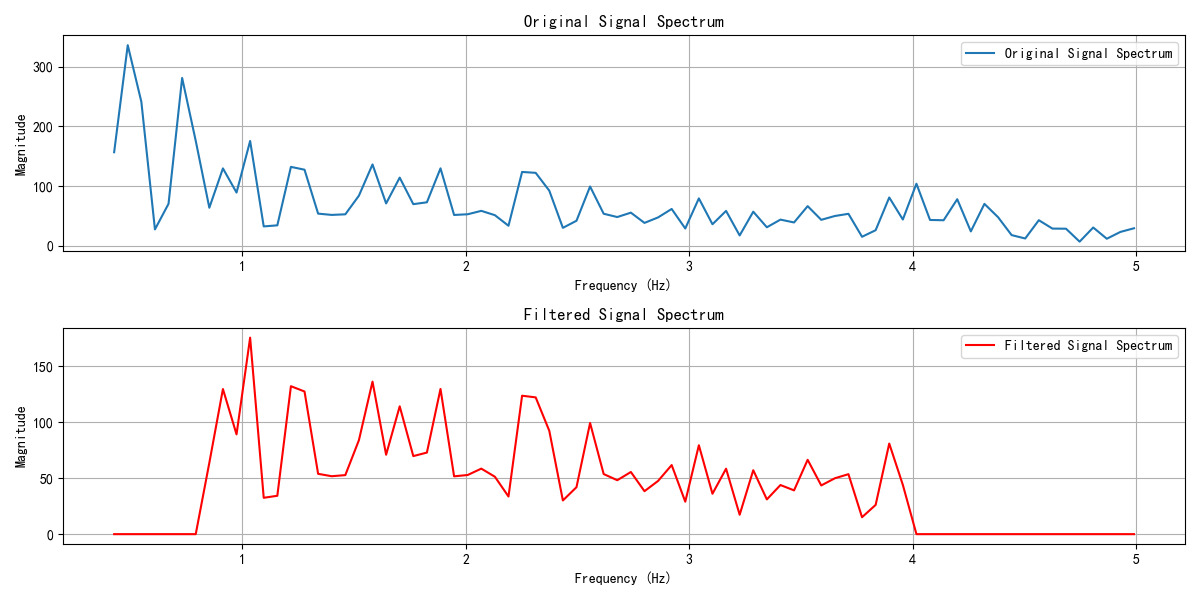 Original Signal Spectrum
Original Signal Spectrum
Magnitude
300
200
100
0
1 2 3 4 5
Frequency (Hz)
Filtered Signal Spectrum
Filtered Signal Spectrum
Magnitude
150
100
50
0
1 2 3 4 5
Frequency (Hz)